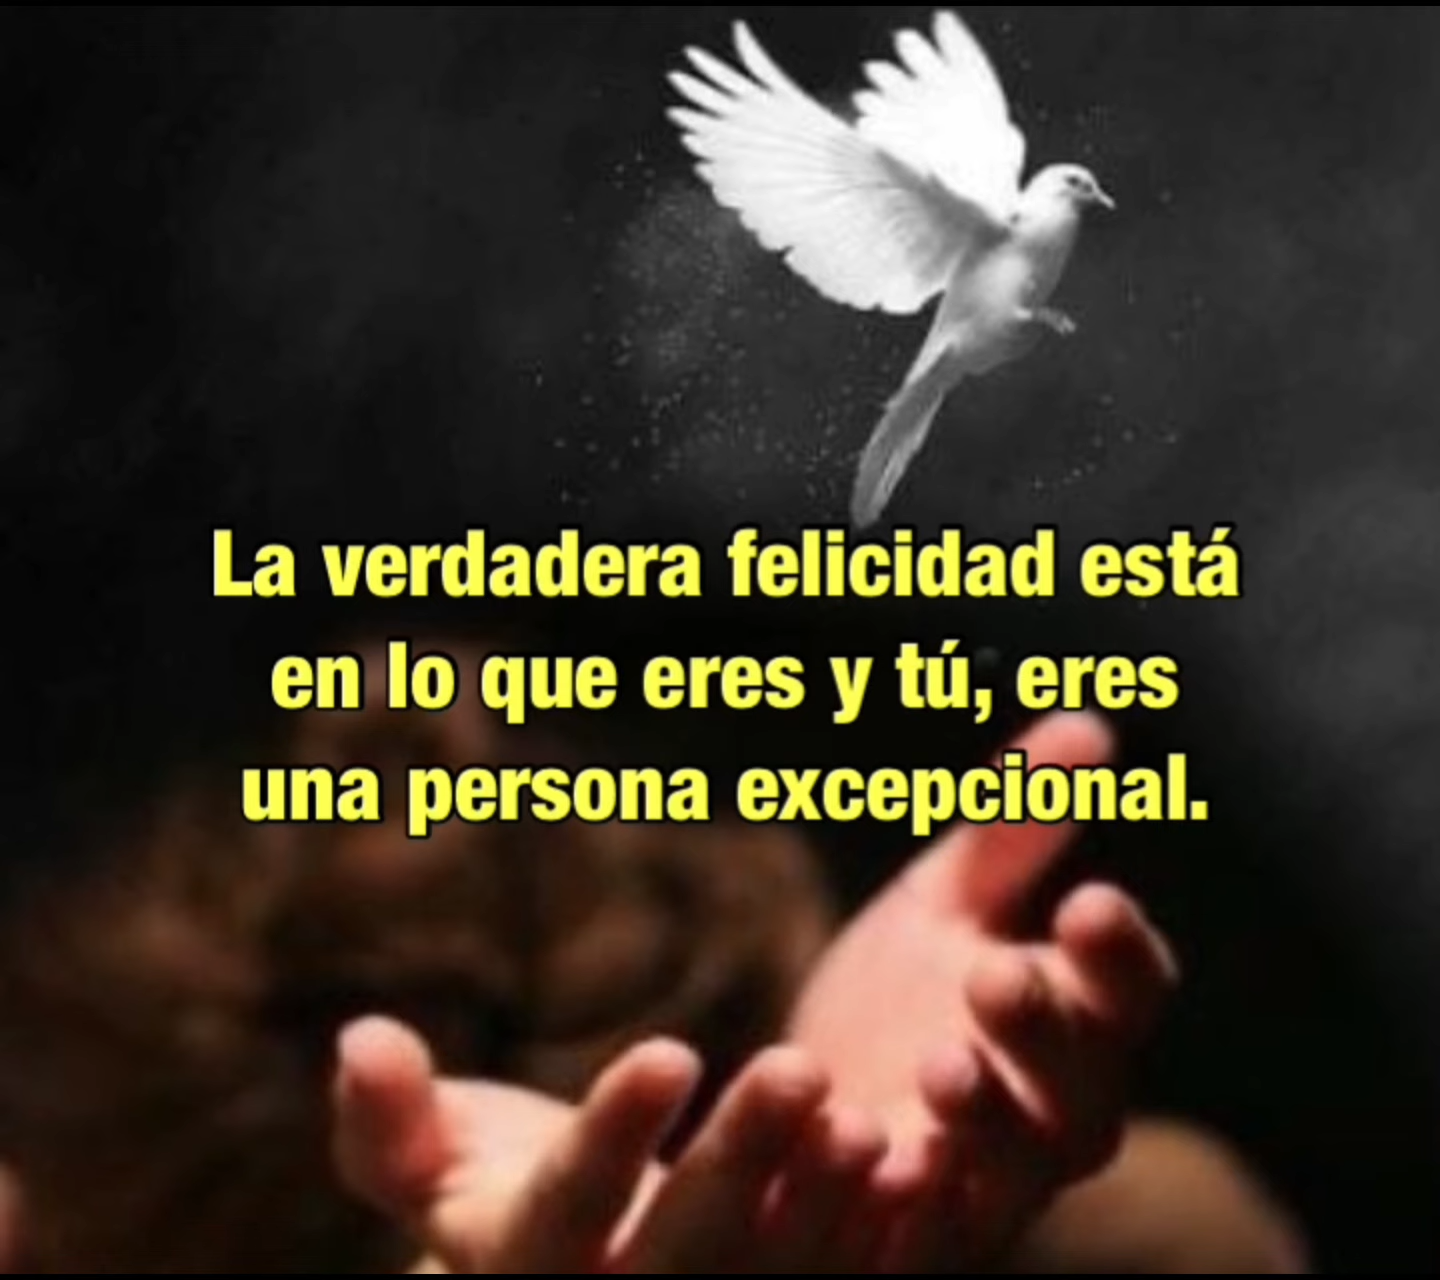 La verdadera felicidad está
en lo que eres y tú, eres
una persona excepcional.